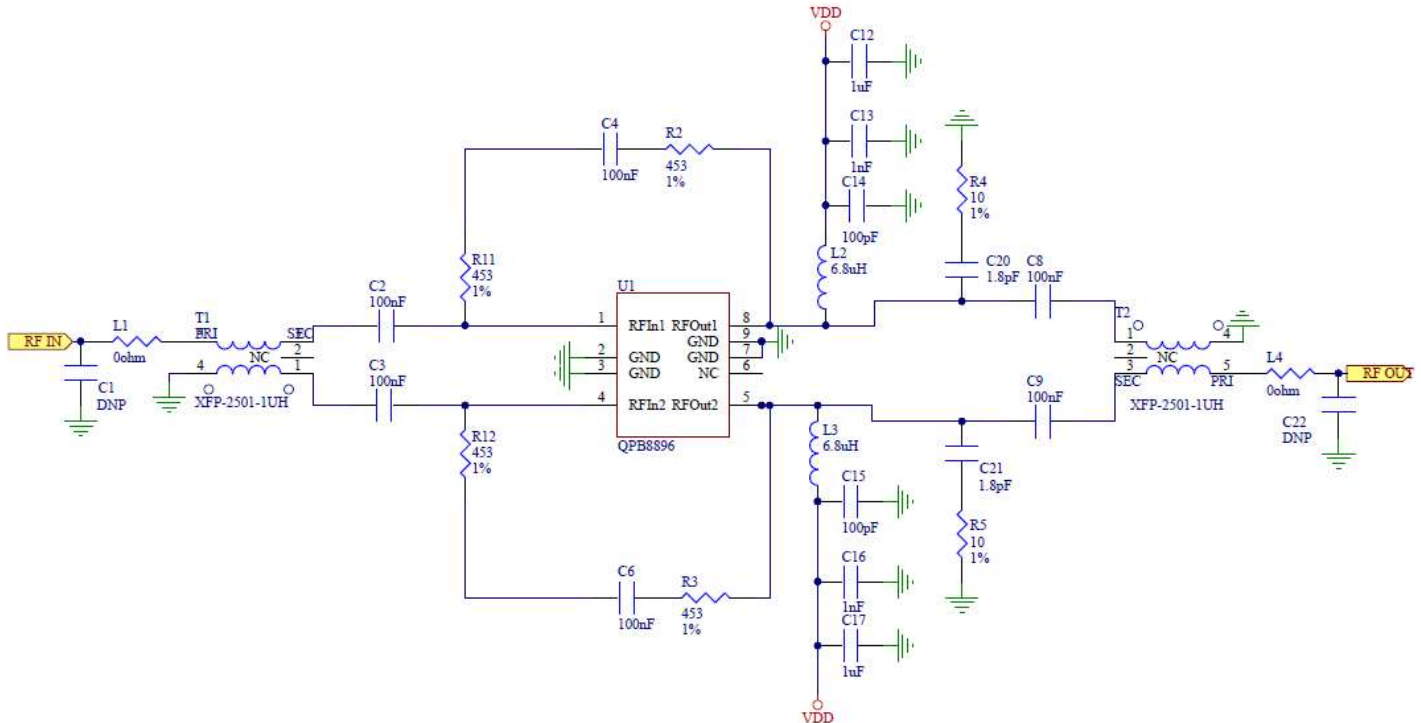 VDD
C12
1uF
C13
1nF
C14
100pF
C4
100nF
R2
453
1%
R4
10
1%
L2
6.8uH
C20
1.8pF
C8
100nF
R11
453
1%
C2
100nF
U1
RF IN
L1
0ohm
T1
PRI
SEC
NC
2
4
1
XFP-2501-1UH
C1
DNP
C3
100nF
1
RFIn1
RFOut1
8
GND
9
2
GND
GND
7
3
GND
NC
6
4
RFIn2
RFOut2
5
QPB8896
T2
1
4
2
NC
3
5
SEC
PRI
XFP-2501-1UH
L4
0ohm
RF OUT
C22
DNP
C9
100nF
R12
453
1%
L3
6.8uH
C15
100pF
C21
1.8pF
R5
10
1%
C6
100nF
R3
453
1%
C16
1nF
C17
1uF
VDD